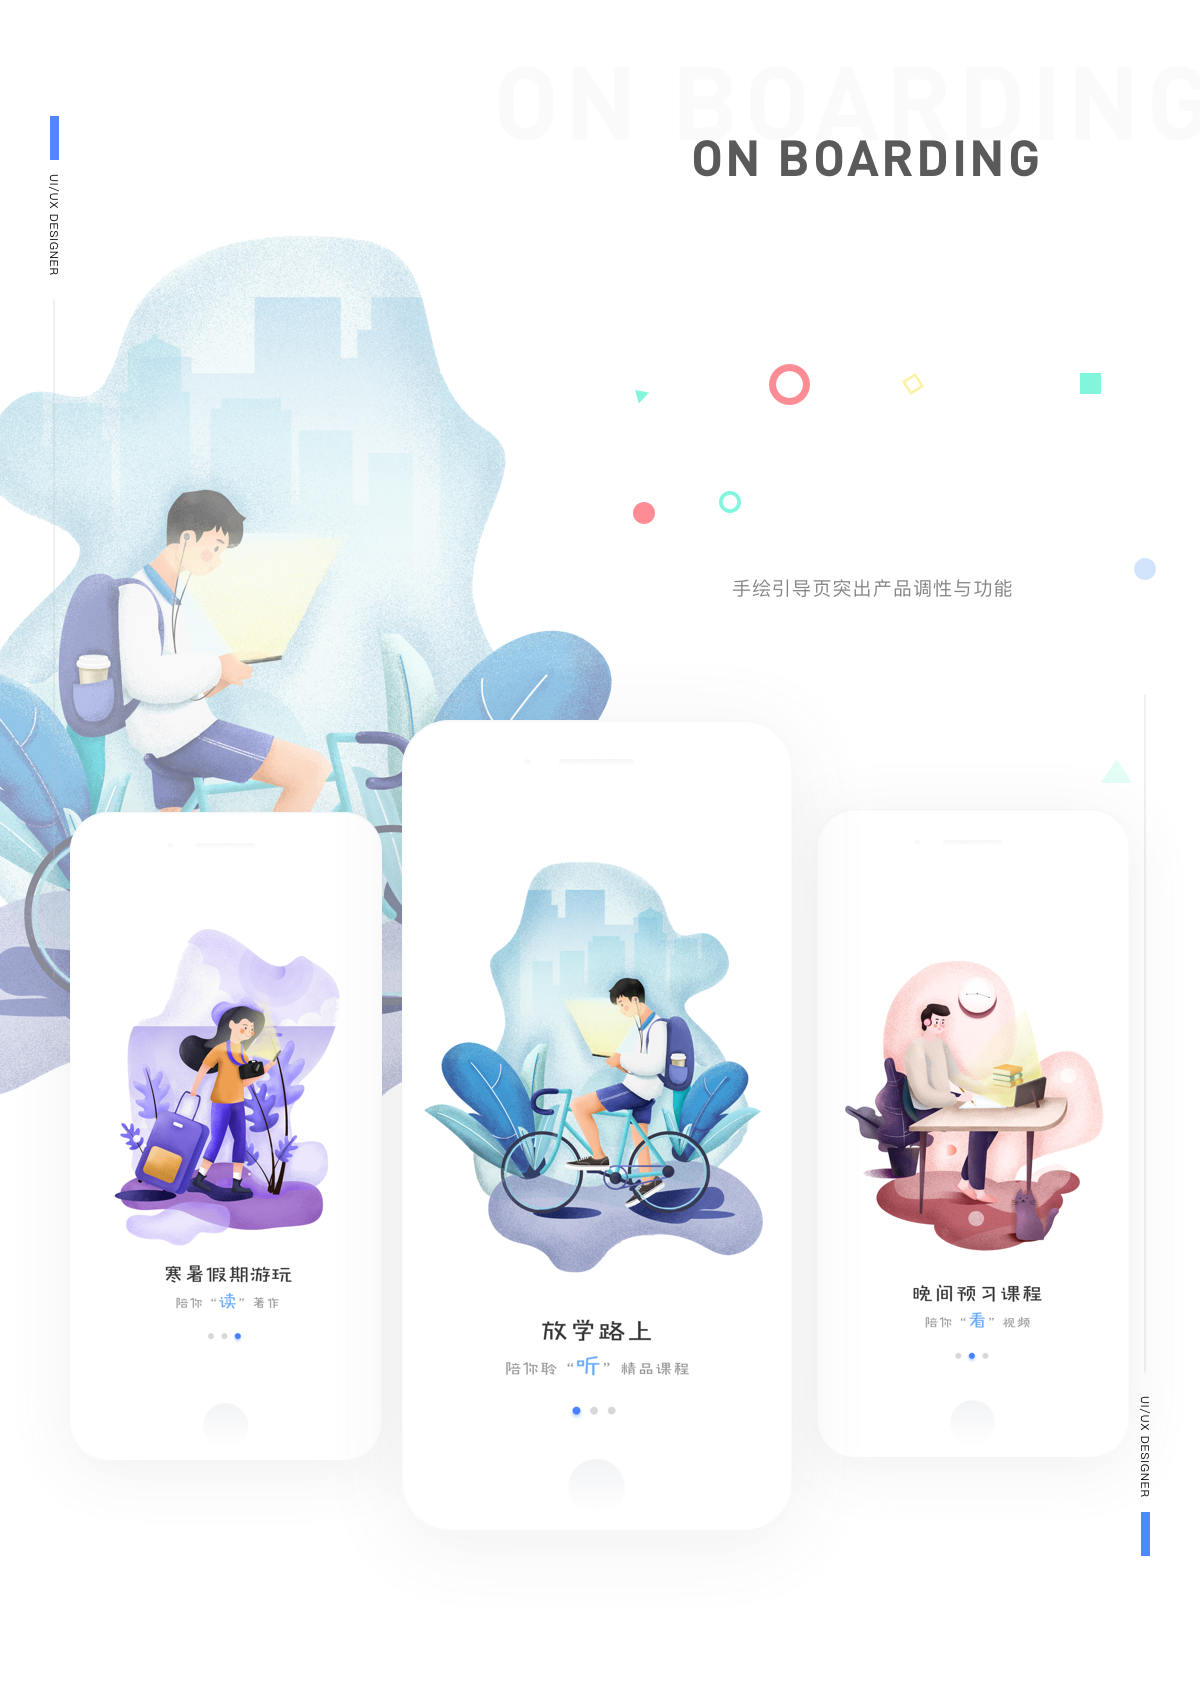 ON BOARDING
ON BOARDING
UI/UX DESIGNER
手绘引导页突出产品调性与功能
寒暑假期游玩
陪你“读”著作
放学路上
陪你聆“听”精品课程
晚间预习课程
陪你“看”视频
UI/UX DESIGNER